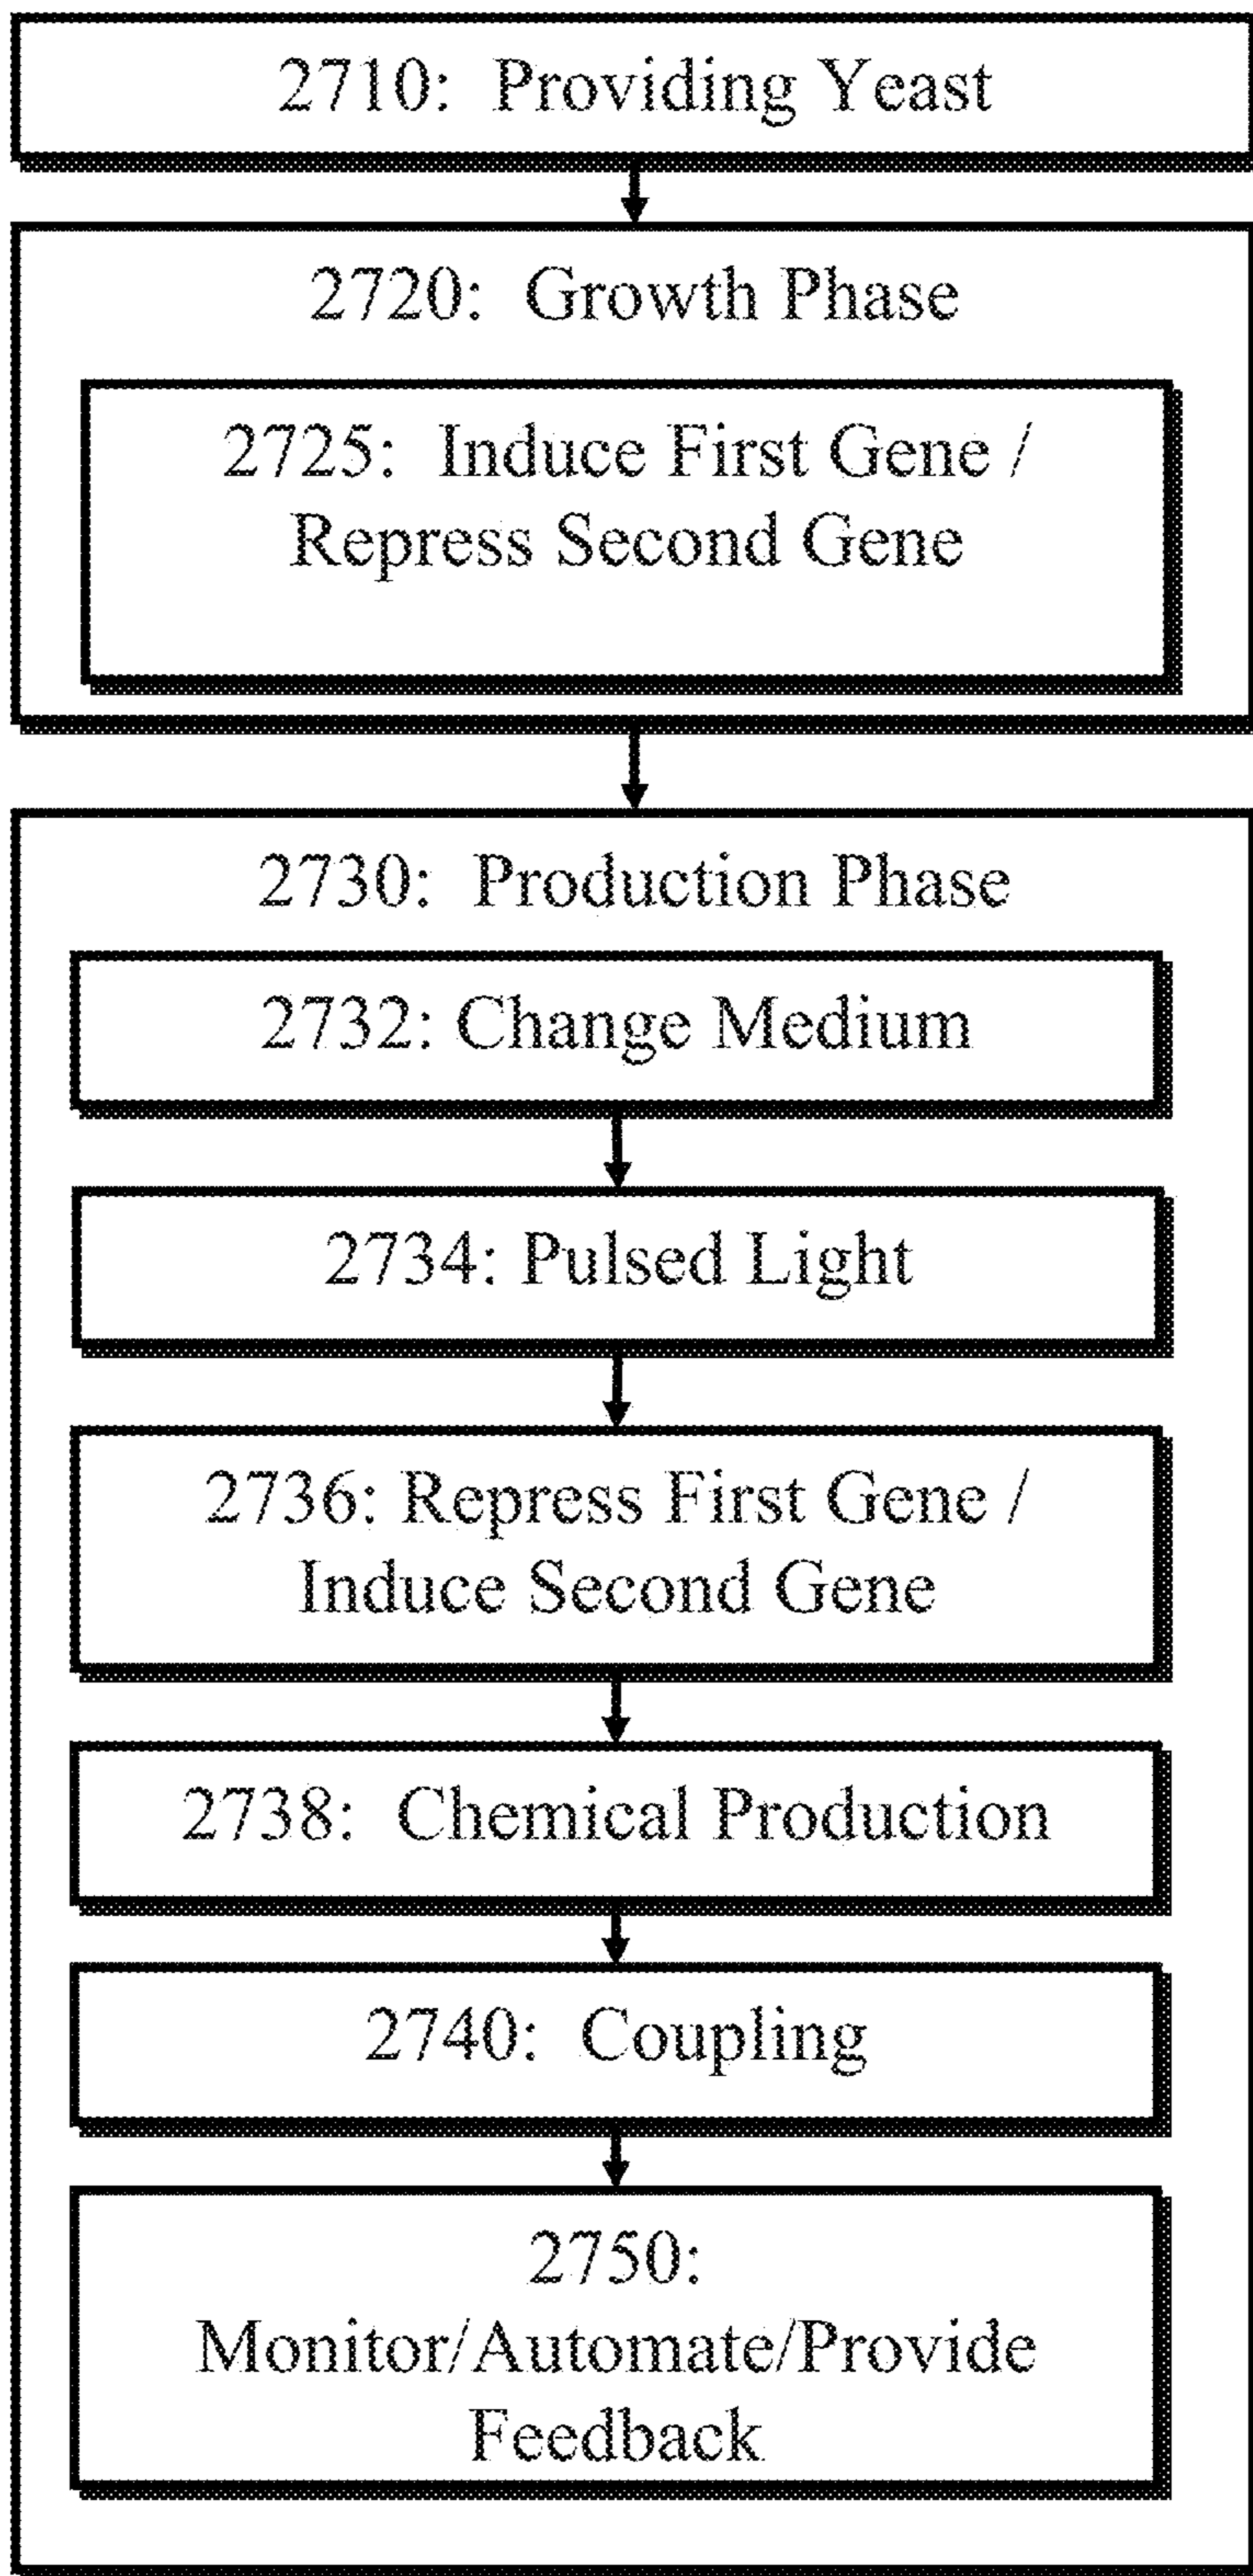 2710: Providing Yeast
2720: Growth Phase
2725: Induce First Gene /
Repress Second Gene
2730: Production Phase
2732: Change Medium
2734: Pulsed Light
2736: Repress First Gene /
Induce Second Gene
2738: Chemical Production
2740: Coupling
2750:
Monitor/Automate/Provide
Feedback